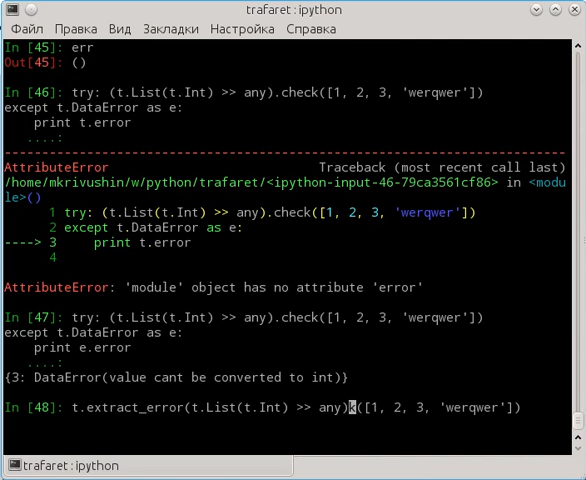 trafaret : ipython
Файл Правка Вид Закладки Настройка Справка
In [45]: err
Out[45]: ()
In [46]: try: (t.List(t.Int) >> any).check([1, 2, 3, 'werqwer'])
except t.DataError as e:
    print t.error
   ....:
---------------------------------------------------------------------------
AttributeError                            Traceback (most recent call last)
/home/mkrivushin/w/python/trafaret/<ipython-input-46-79ca3561cf86> in <modu
le>()
      1 try: (t.List(t.Int) >> any).check([1, 2, 3, 'werqwer'])
      2 except t.DataError as e:
----> 3     print t.error
      4
AttributeError: 'module' object has no attribute 'error'
In [47]: try: (t.List(t.Int) >> any).check([1, 2, 3, 'werqwer'])
except t.DataError as e:
    print e.error
   ....:
{3: DataError(value cant be converted to int)}
In [48]: t.extract_error(t.List(t.Int) >> any)k([1, 2, 3, 'werqwer'])
trafaret : ipython